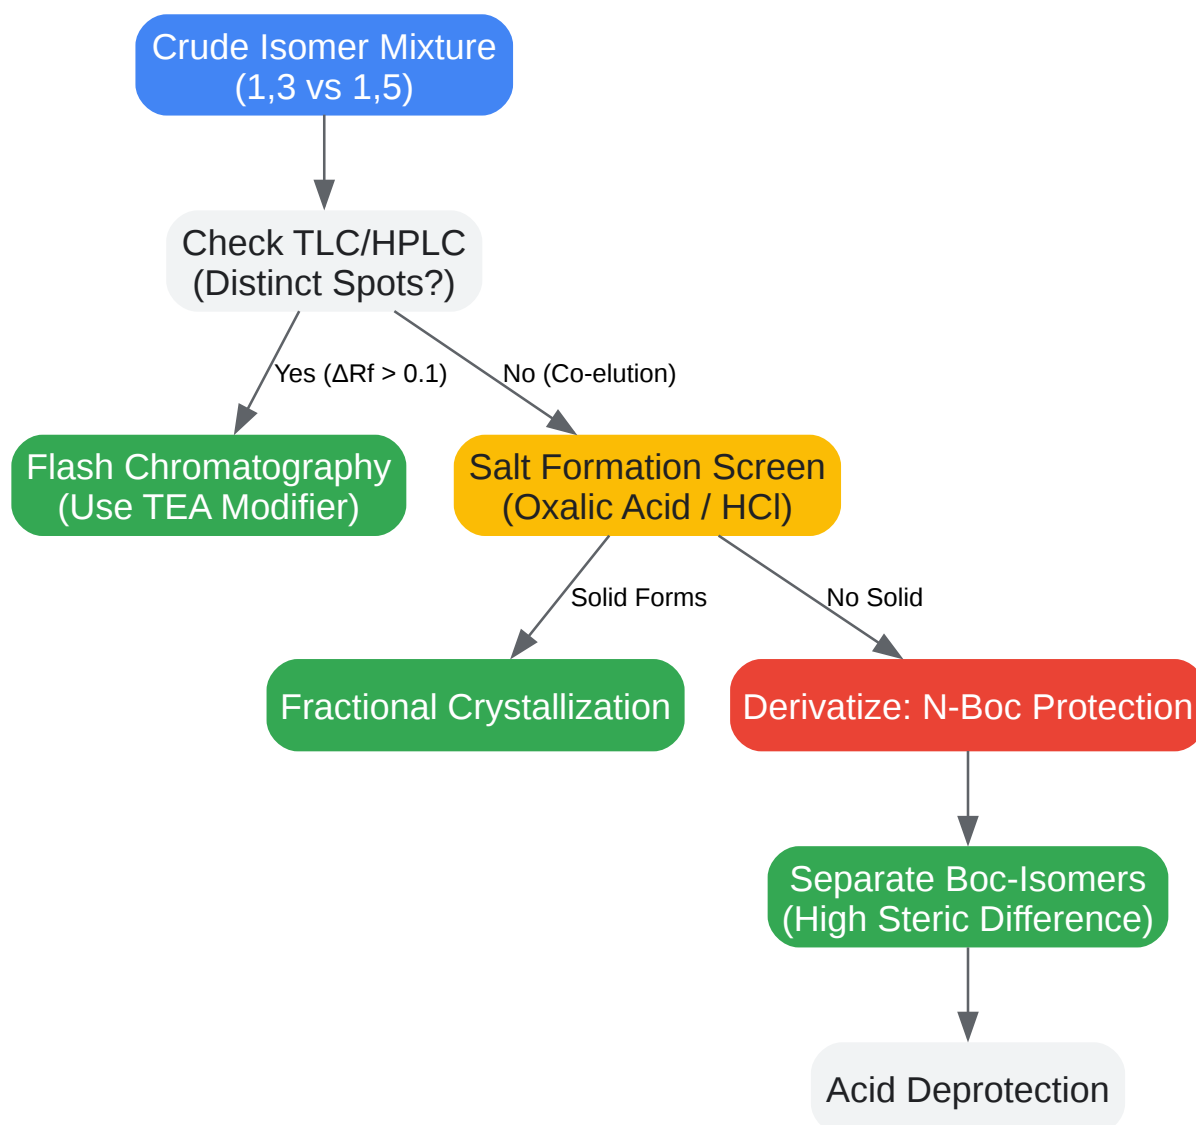 Crude Isomer Mixture
(1,3 vs 1,5)
Check TLC/HPLC
(Distinct Spots?)
Yes (ΔRf > 0.1)
No (Co-elution)
Flash Chromatography
(Use TEA Modifier)
Salt Formation Screen
(Oxalic Acid / HCl)
Solid Forms
No Solid
Fractional Crystallization
Derivatize: N-Boc Protection
Separate Boc-Isomers
(High Steric Difference)
Acid Deprotection